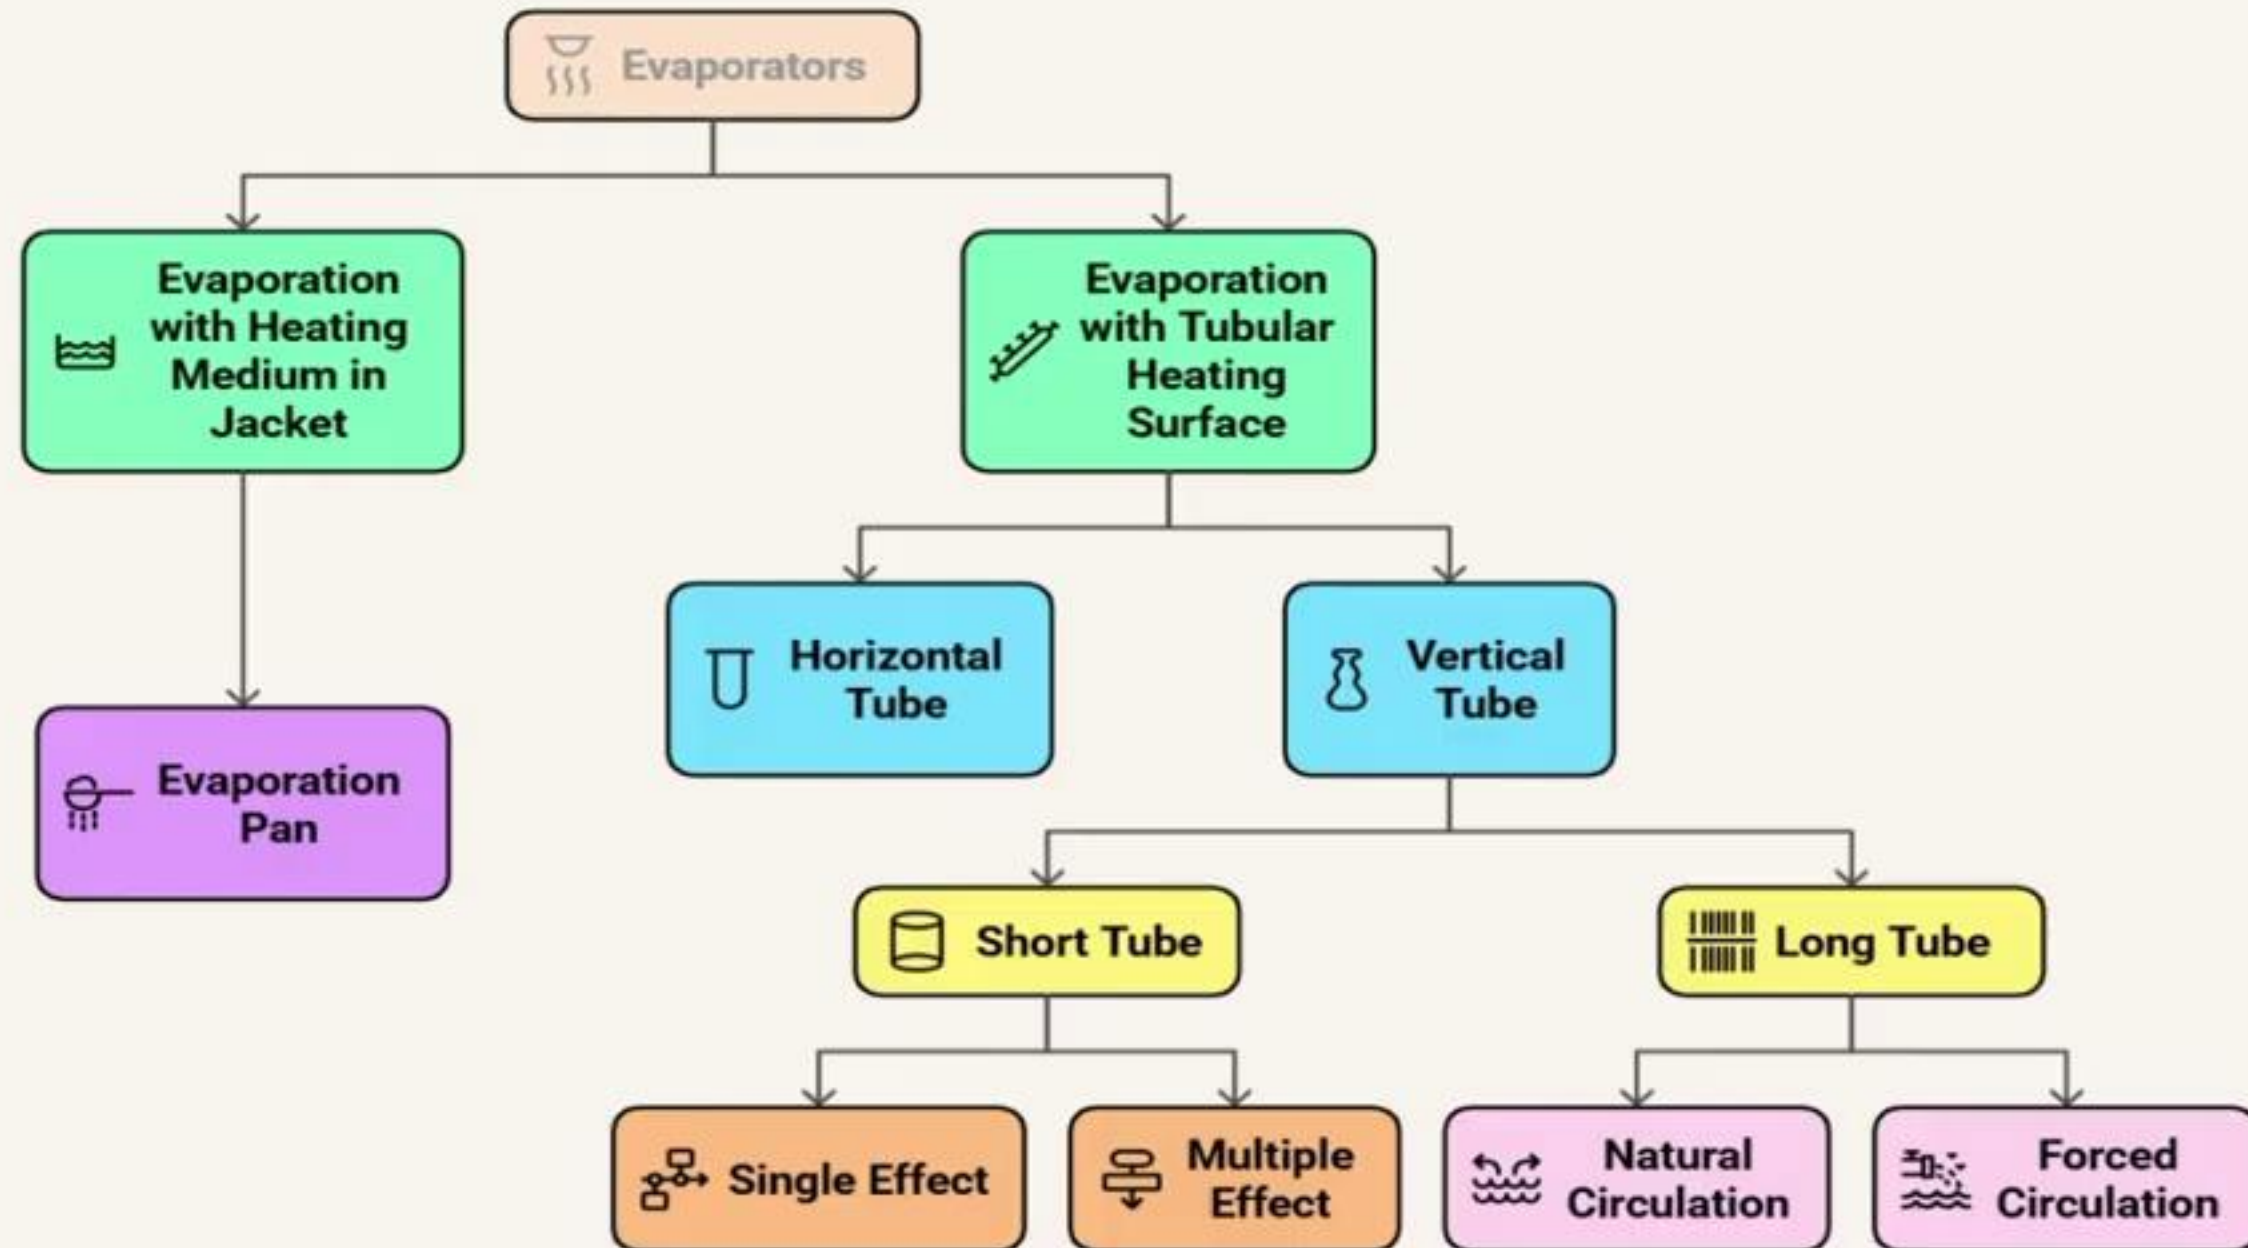 Evaporators
Evaporation
with Heating
Medium in
Jacket
Evaporation
with Tubular
Heating
Surface
Horizontal
Tube
Vertical
Tube
Evaporation
Pan
Short Tube
Long Tube
Single Effect
Multiple
Effect
Natural
Circulation
Forced
Circulation